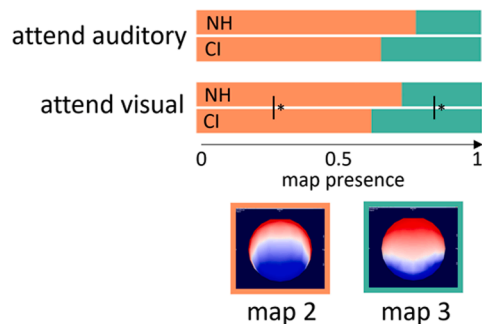 attend auditory
NH
CI
attend visual
NH
* *
CI
0 0.5 1
map presence
map 2 map 3